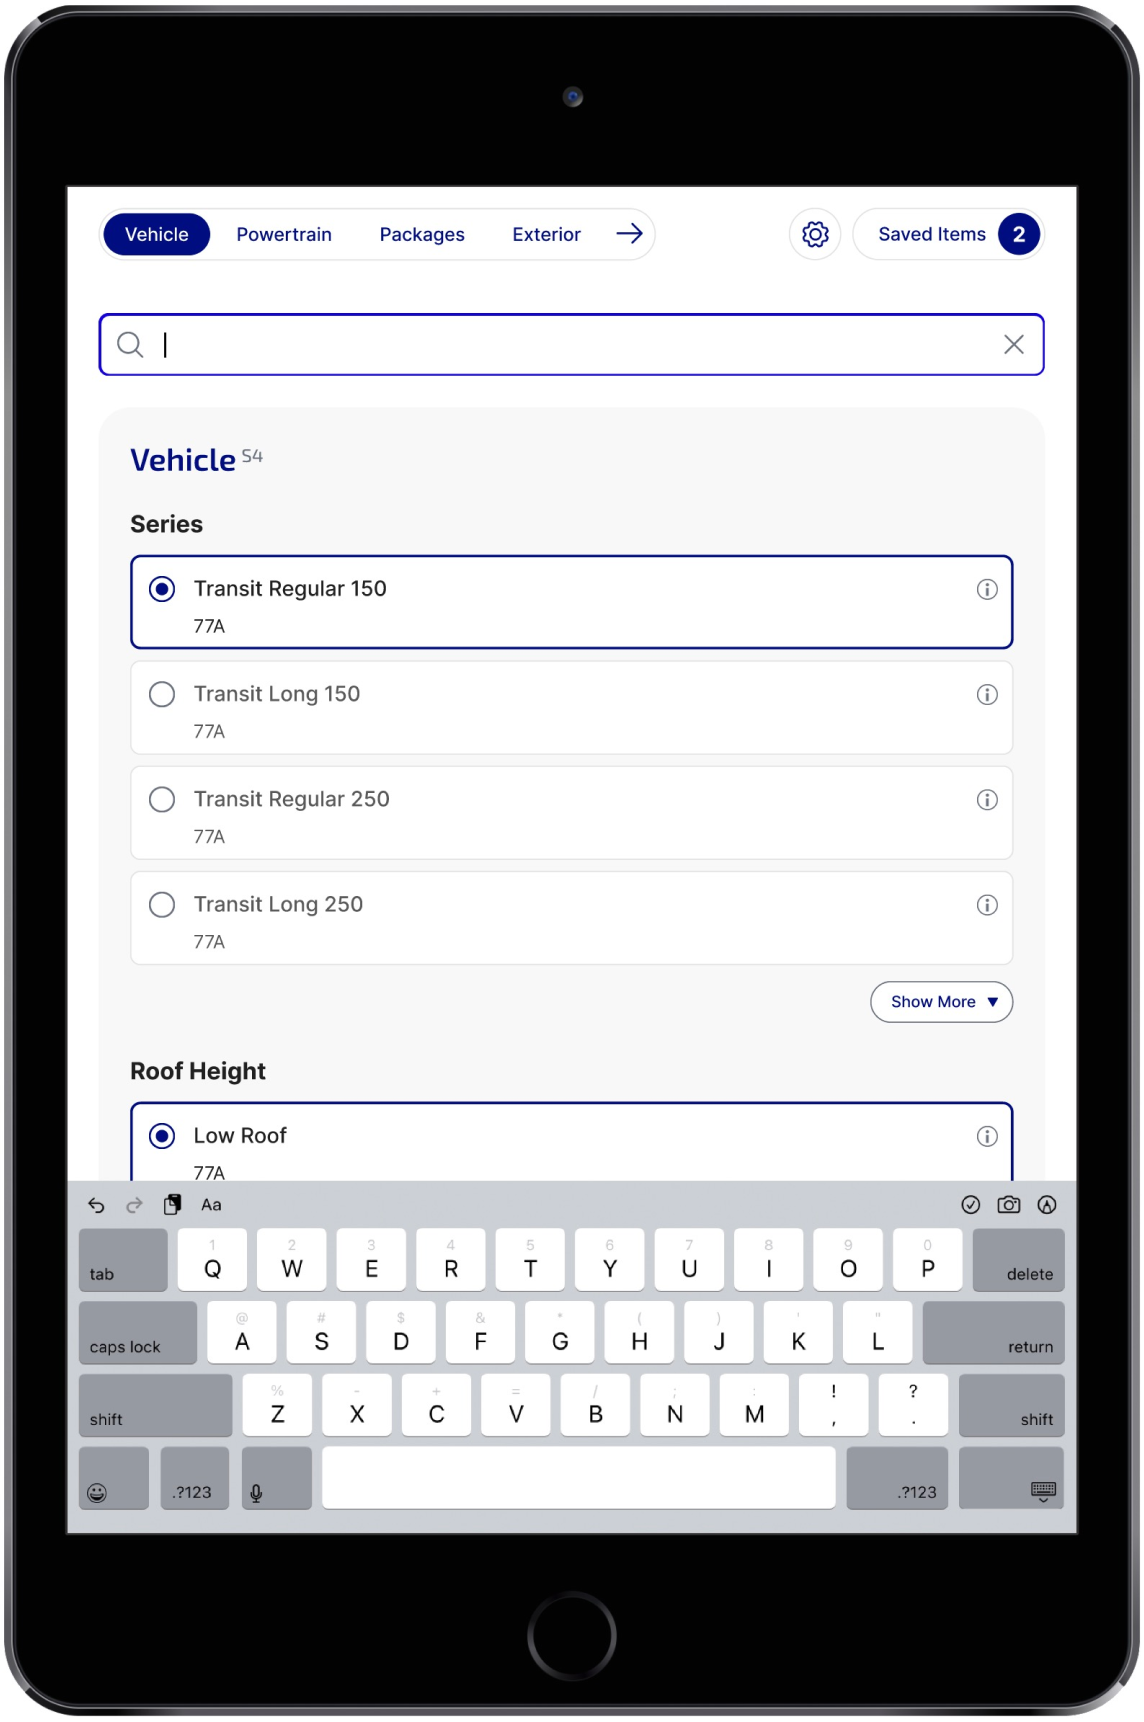 Vehicle Powertrain Packages Exterior Saved Items 2
Vehicle S4
Series
Transit Regular 150
77A
Transit Long 150
77A
Transit Regular 250
77A
Transit Long 250
77A
Show More
Roof Height
Low Roof
77A
Aa
1 2 3 4 5 6 7 8 9 0
tab Q W E R T Y U I O P delete
@ # $ & * ( ) ' "
caps lock A S D F G H J K L return
% - + = / ; : ! ?
shift Z X C V B N M , . shift
.?123 .?123